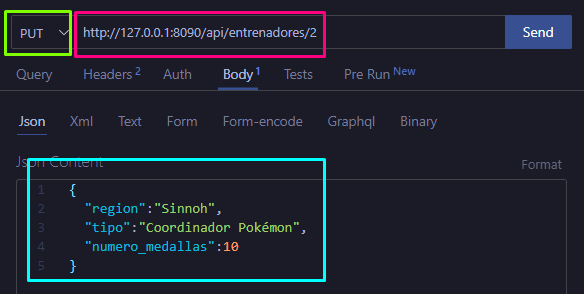 PUT http://127.0.0.1:8090/api/entrenadores/2 Send
Query Headers 2 Auth Body 1 Tests Pre Run New
Json Xml Text Form Form-encode Graphql Binary
Json Content Format
1 {
2 "region":"Sinnoh",
3 "tipo":"Coordinador Pokémon",
4 "numero_medallas":10
5 }